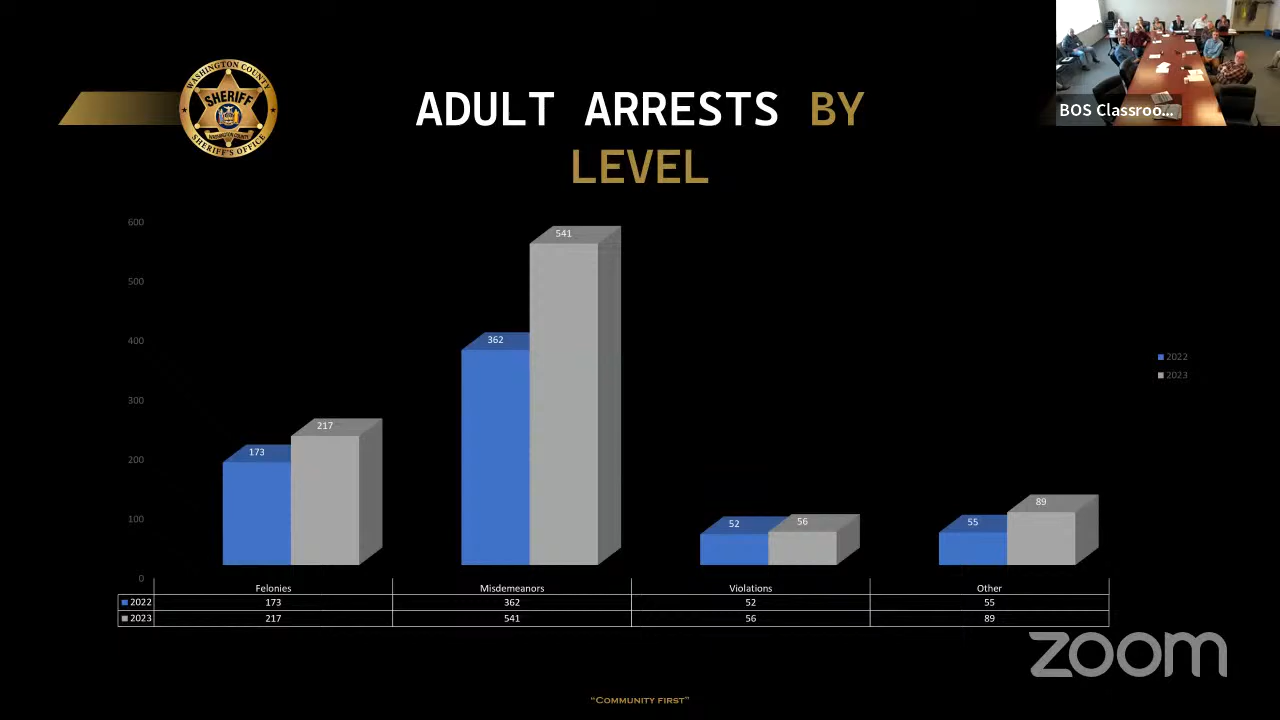 WASHINGTON COUNTY
SHERIFF
SHERIFF'S OFFICE
ADULT ARRESTS BY
LEVEL
BOS Classroo...
600
500
400
300
200
100
0
173
217
362
541
52
56
55
89
2022
2023
Felonies Misdemeanors Violations Other
2022 173 362 52 55
2023 217 541 56 89
zoom
"COMMUNITY FIRST"